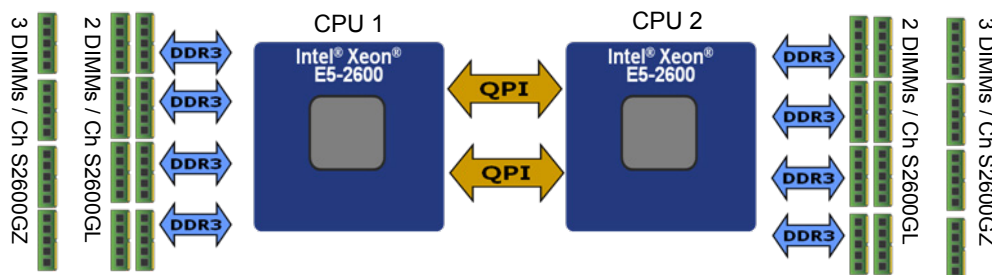 CPU 1
CPU 2
3 DIMMs / Ch S2600GZ
2 DIMMs / Ch S2600GL
DDR3
DDR3
DDR3
DDR3
Intel® Xeon®
E5-2600
QPI
QPI
Intel® Xeon®
E5-2600
DDR3
DDR3
DDR3
DDR3
2 DIMMs / Ch S2600GL
3 DIMMs / Ch S2600GZ